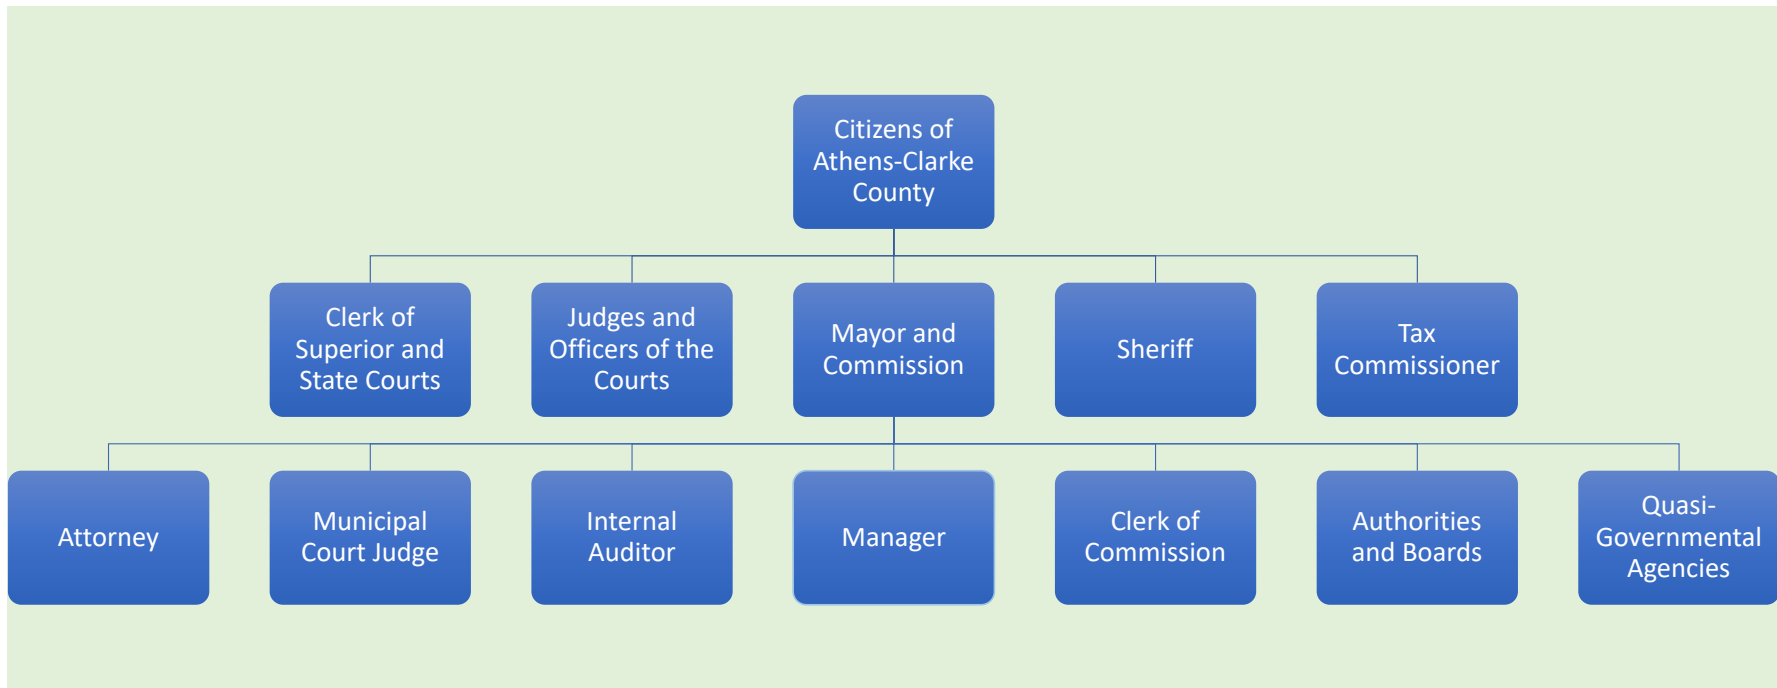 Citizens of
Athens-Clarke
County
Clerk of
Superior and
State Courts
Judges and
Officers of the
Courts
Mayor and
Commission
Sheriff
Tax
Commissioner
Attorney
Municipal
Court Judge
Internal
Auditor
Manager
Clerk of
Commission
Authorities
and Boards
Quasi-
Governmental
Agencies